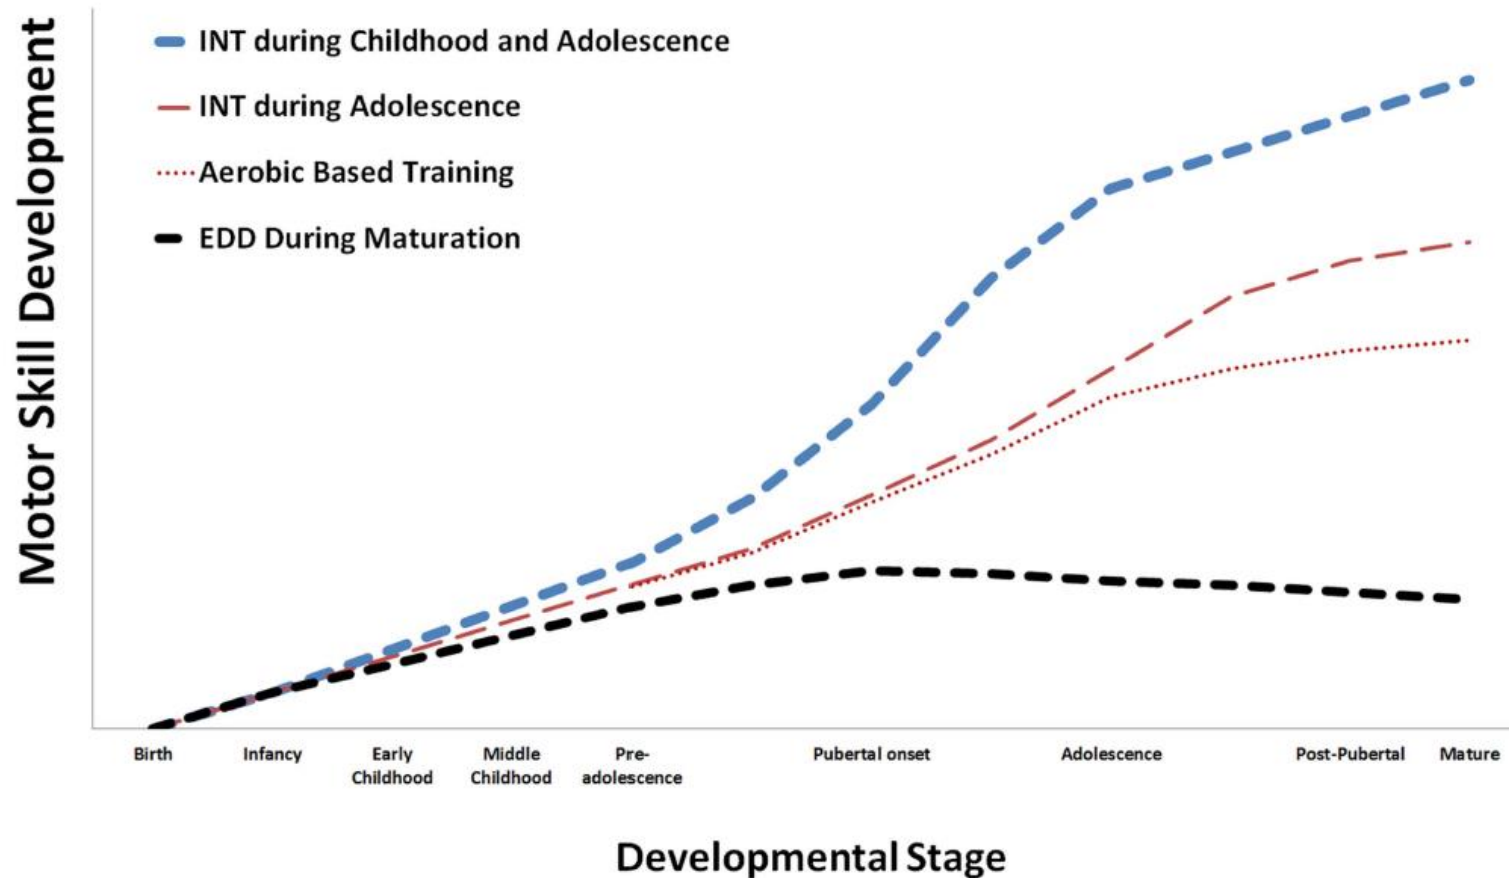 Motor Skill Development
INT during Childhood and Adolescence
INT during Adolescence
Aerobic Based Training
EDD During Maturation
Birth
Infancy
Early
Childhood
Middle
Childhood
Pre-
adolescence
Pubertal onset
Adolescence
Post-Pubertal
Mature
Developmental Stage